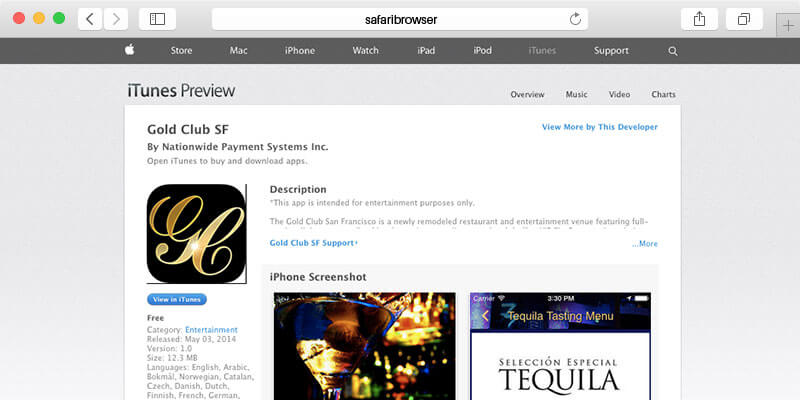 safaribrowser
Store Mac iPhone Watch iPad iPod iTunes Support
iTunes Preview
Overview Music Video Charts
Gold Club SF
View More by This Developer
By Nationwide Payment Systems Inc.
Open iTunes to buy and download apps.
Description
*This app is intended for entertainment purposes only.
The Gold Club San Francisco is a newly remodeled restaurant and entertainment venue featuring full-
Gold Club SF Support
...More
GC
View in iTunes
Free
Category: Entertainment
Released: May 03, 2014
Version: 1.0
Size: 12.3 MB
Languages: English, Arabic,
Bokmål, Norwegian, Catalan,
Czech, Danish, Dutch,
Finnish, French, German,
iPhone Screenshot
Carrier 3:30 PM
Tequila Tasting Menu
SELECCIÓN ESPECIAL
TEQUILA